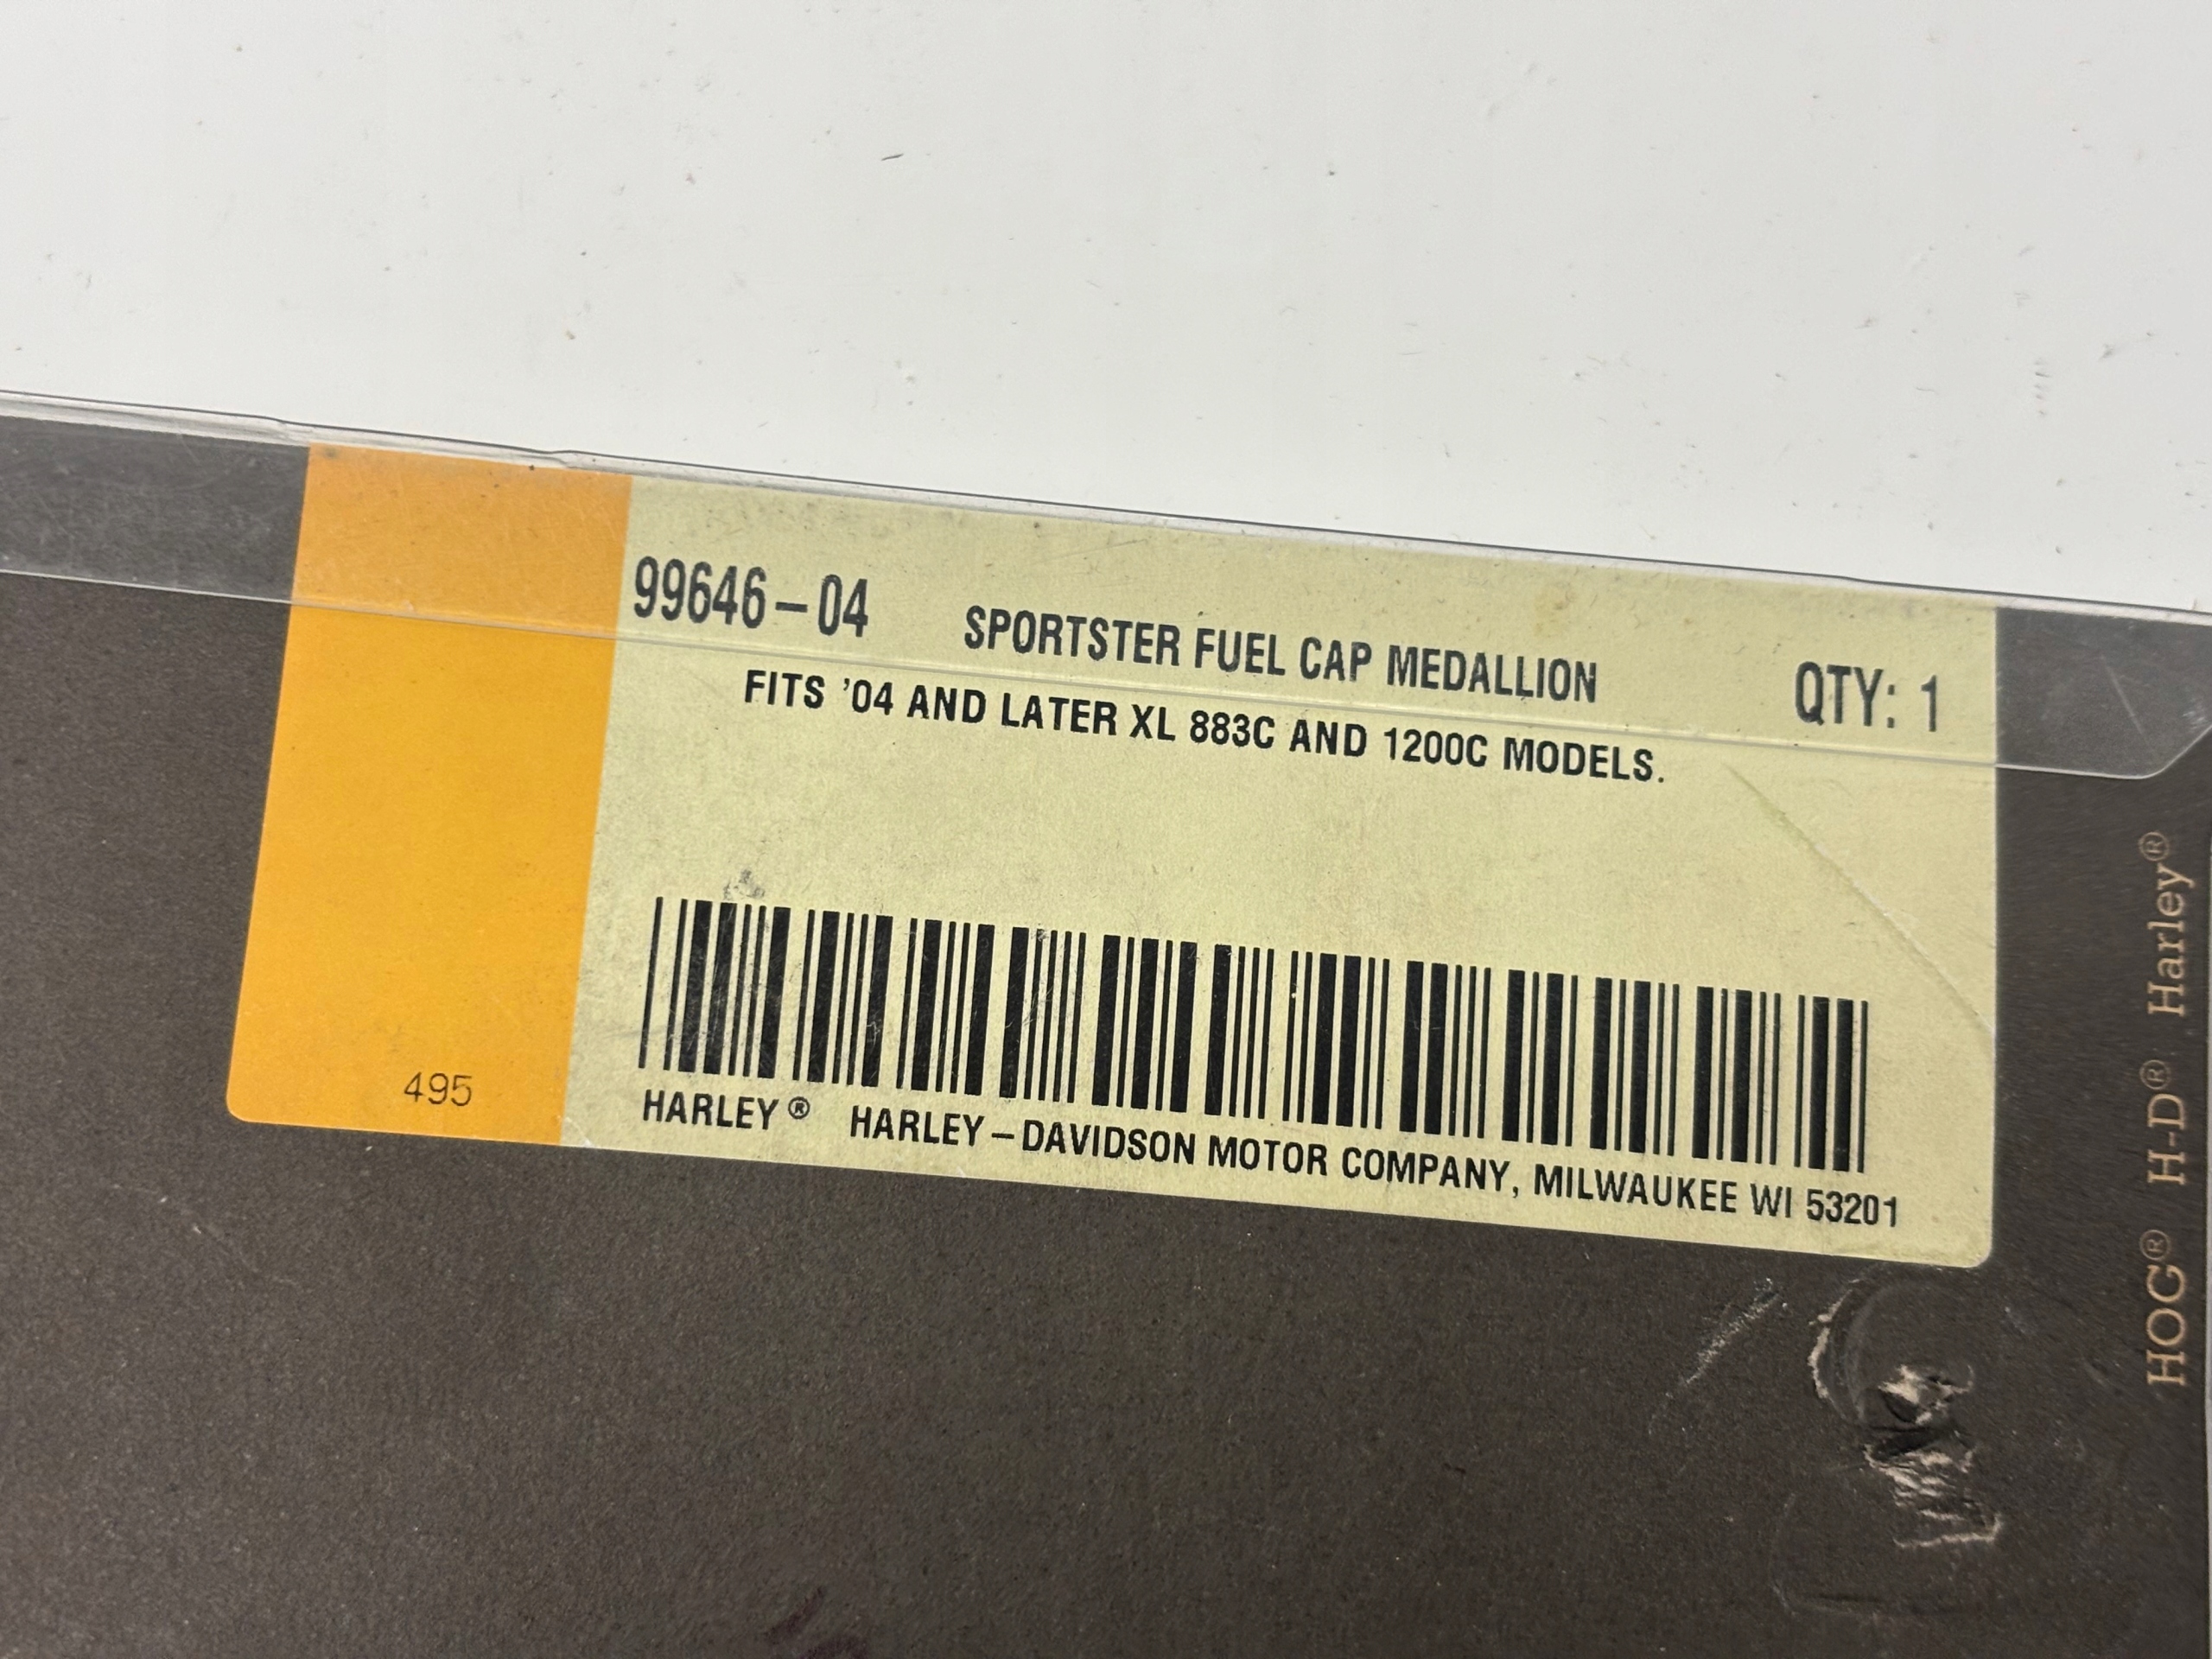 99646-04 SPORTSTER FUEL CAP MEDALLION QTY: 1
FITS '04 AND LATER XL 883C AND 1200C MODELS.
495
HARLEY® HARLEY-DAVIDSON MOTOR COMPANY, MILWAUKEE WI 53201
HOG® H-D® Harley®